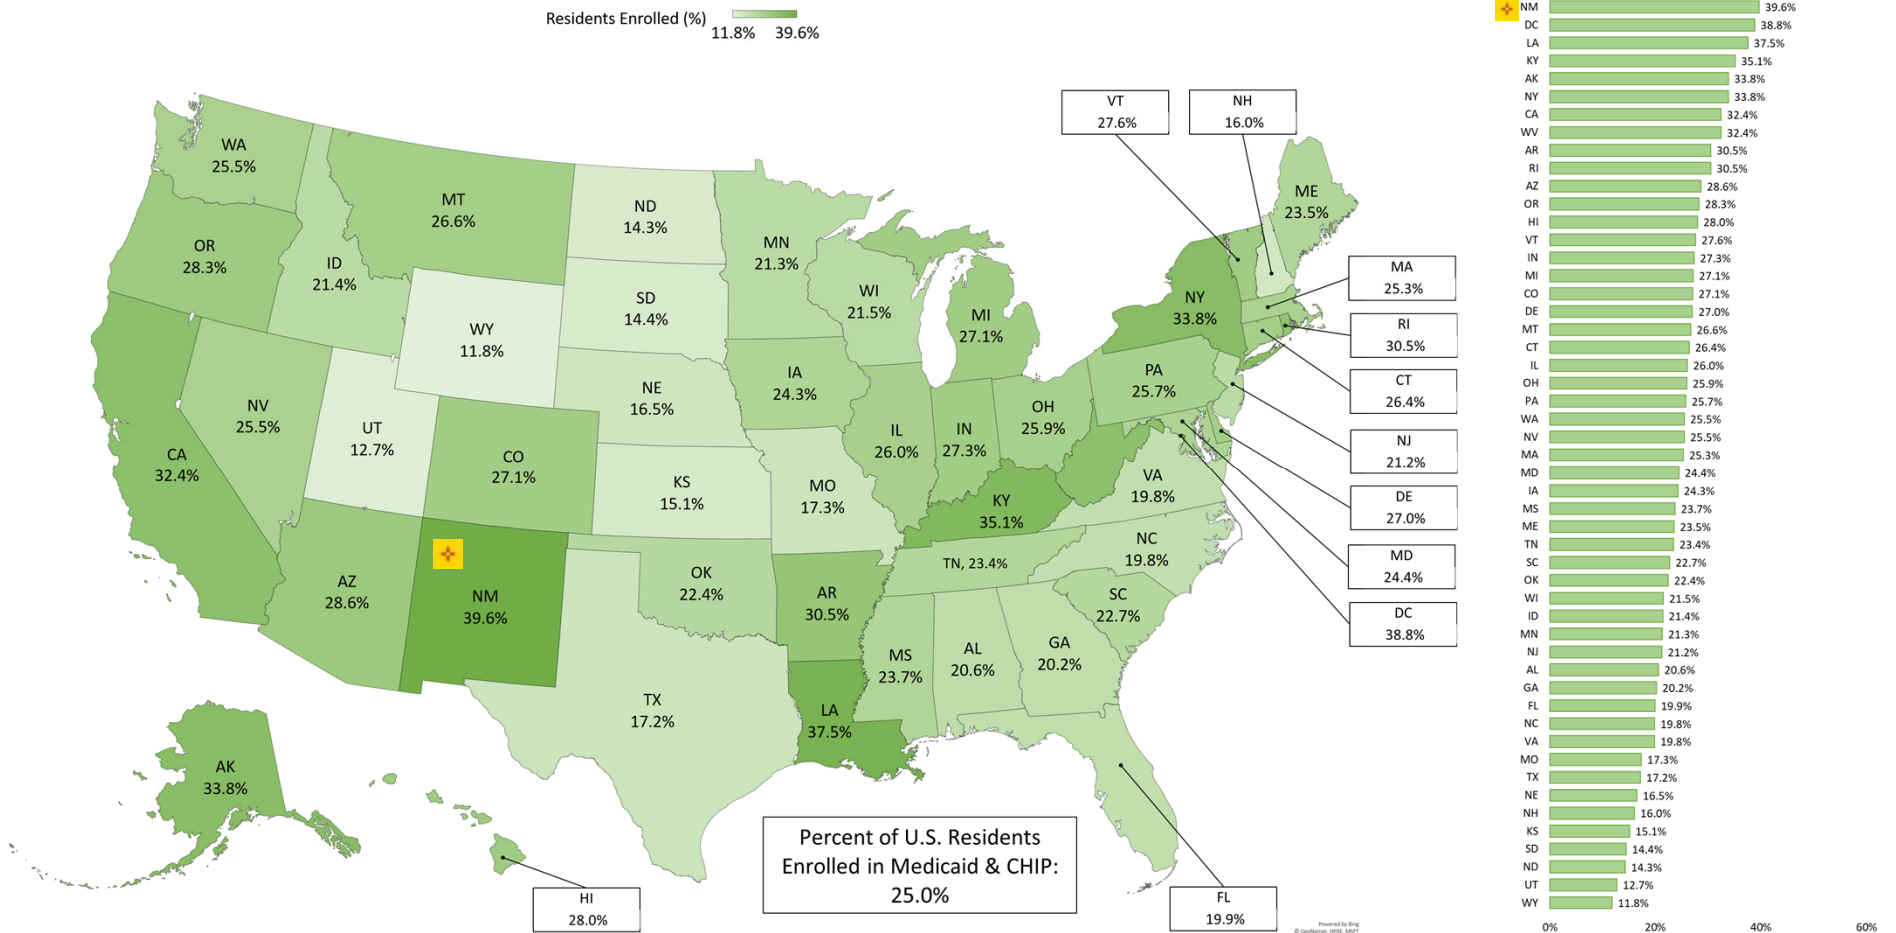 Residents Enrolled (%)
11.8% 39.6%
WA
25.5%
OR
28.3%
CA
32.4%
NV
25.5%
ID
21.4%
MT
26.6%
WY
11.8%
UT
12.7%
CO
27.1%
AZ
28.6%
NM
39.6%
ND
14.3%
SD
14.4%
NE
16.5%
KS
15.1%
OK
22.4%
TX
17.2%
MN
21.3%
IA
24.3%
MO
17.3%
AR
30.5%
LA
37.5%
WI
21.5%
IL
26.0%
MI
27.1%
IN
27.3%
OH
25.9%
KY
35.1%
TN, 23.4%
MS
23.7%
AL
20.6%
GA
20.2%
SC
22.7%
NC
19.8%
VA
19.8%
PA
25.7%
NY
33.8%
ME
23.5%
VT
27.6%
NH
16.0%
MA
25.3%
RI
30.5%
CT
26.4%
NJ
21.2%
DE
27.0%
MD
24.4%
DC
38.8%
FL
19.9%
AK
33.8%
HI
28.0%
Percent of U.S. Residents
Enrolled in Medicaid & CHIP:
25.0%
Powered by Bing
© GeoNames, HERE, MSFT
NM 39.6%
DC 38.8%
LA 37.5%
KY 35.1%
AK 33.8%
NY 33.8%
CA 32.4%
WV 32.4%
AR 30.5%
RI 30.5%
AZ 28.6%
OR 28.3%
HI 28.0%
VT 27.6%
IN 27.3%
MI 27.1%
CO 27.1%
DE 27.0%
MT 26.6%
CT 26.4%
IL 26.0%
OH 25.9%
PA 25.7%
WA 25.5%
NV 25.5%
MA 25.3%
MD 24.4%
IA 24.3%
MS 23.7%
ME 23.5%
TN 23.4%
SC 22.7%
OK 22.4%
WI 21.5%
ID 21.4%
MN 21.3%
NJ 21.2%
AL 20.6%
GA 20.2%
FL 19.9%
NC 19.8%
VA 19.8%
MO 17.3%
TX 17.2%
NE 16.5%
NH 16.0%
KS 15.1%
SD 14.4%
ND 14.3%
UT 12.7%
WY 11.8%
0% 20% 40% 60%